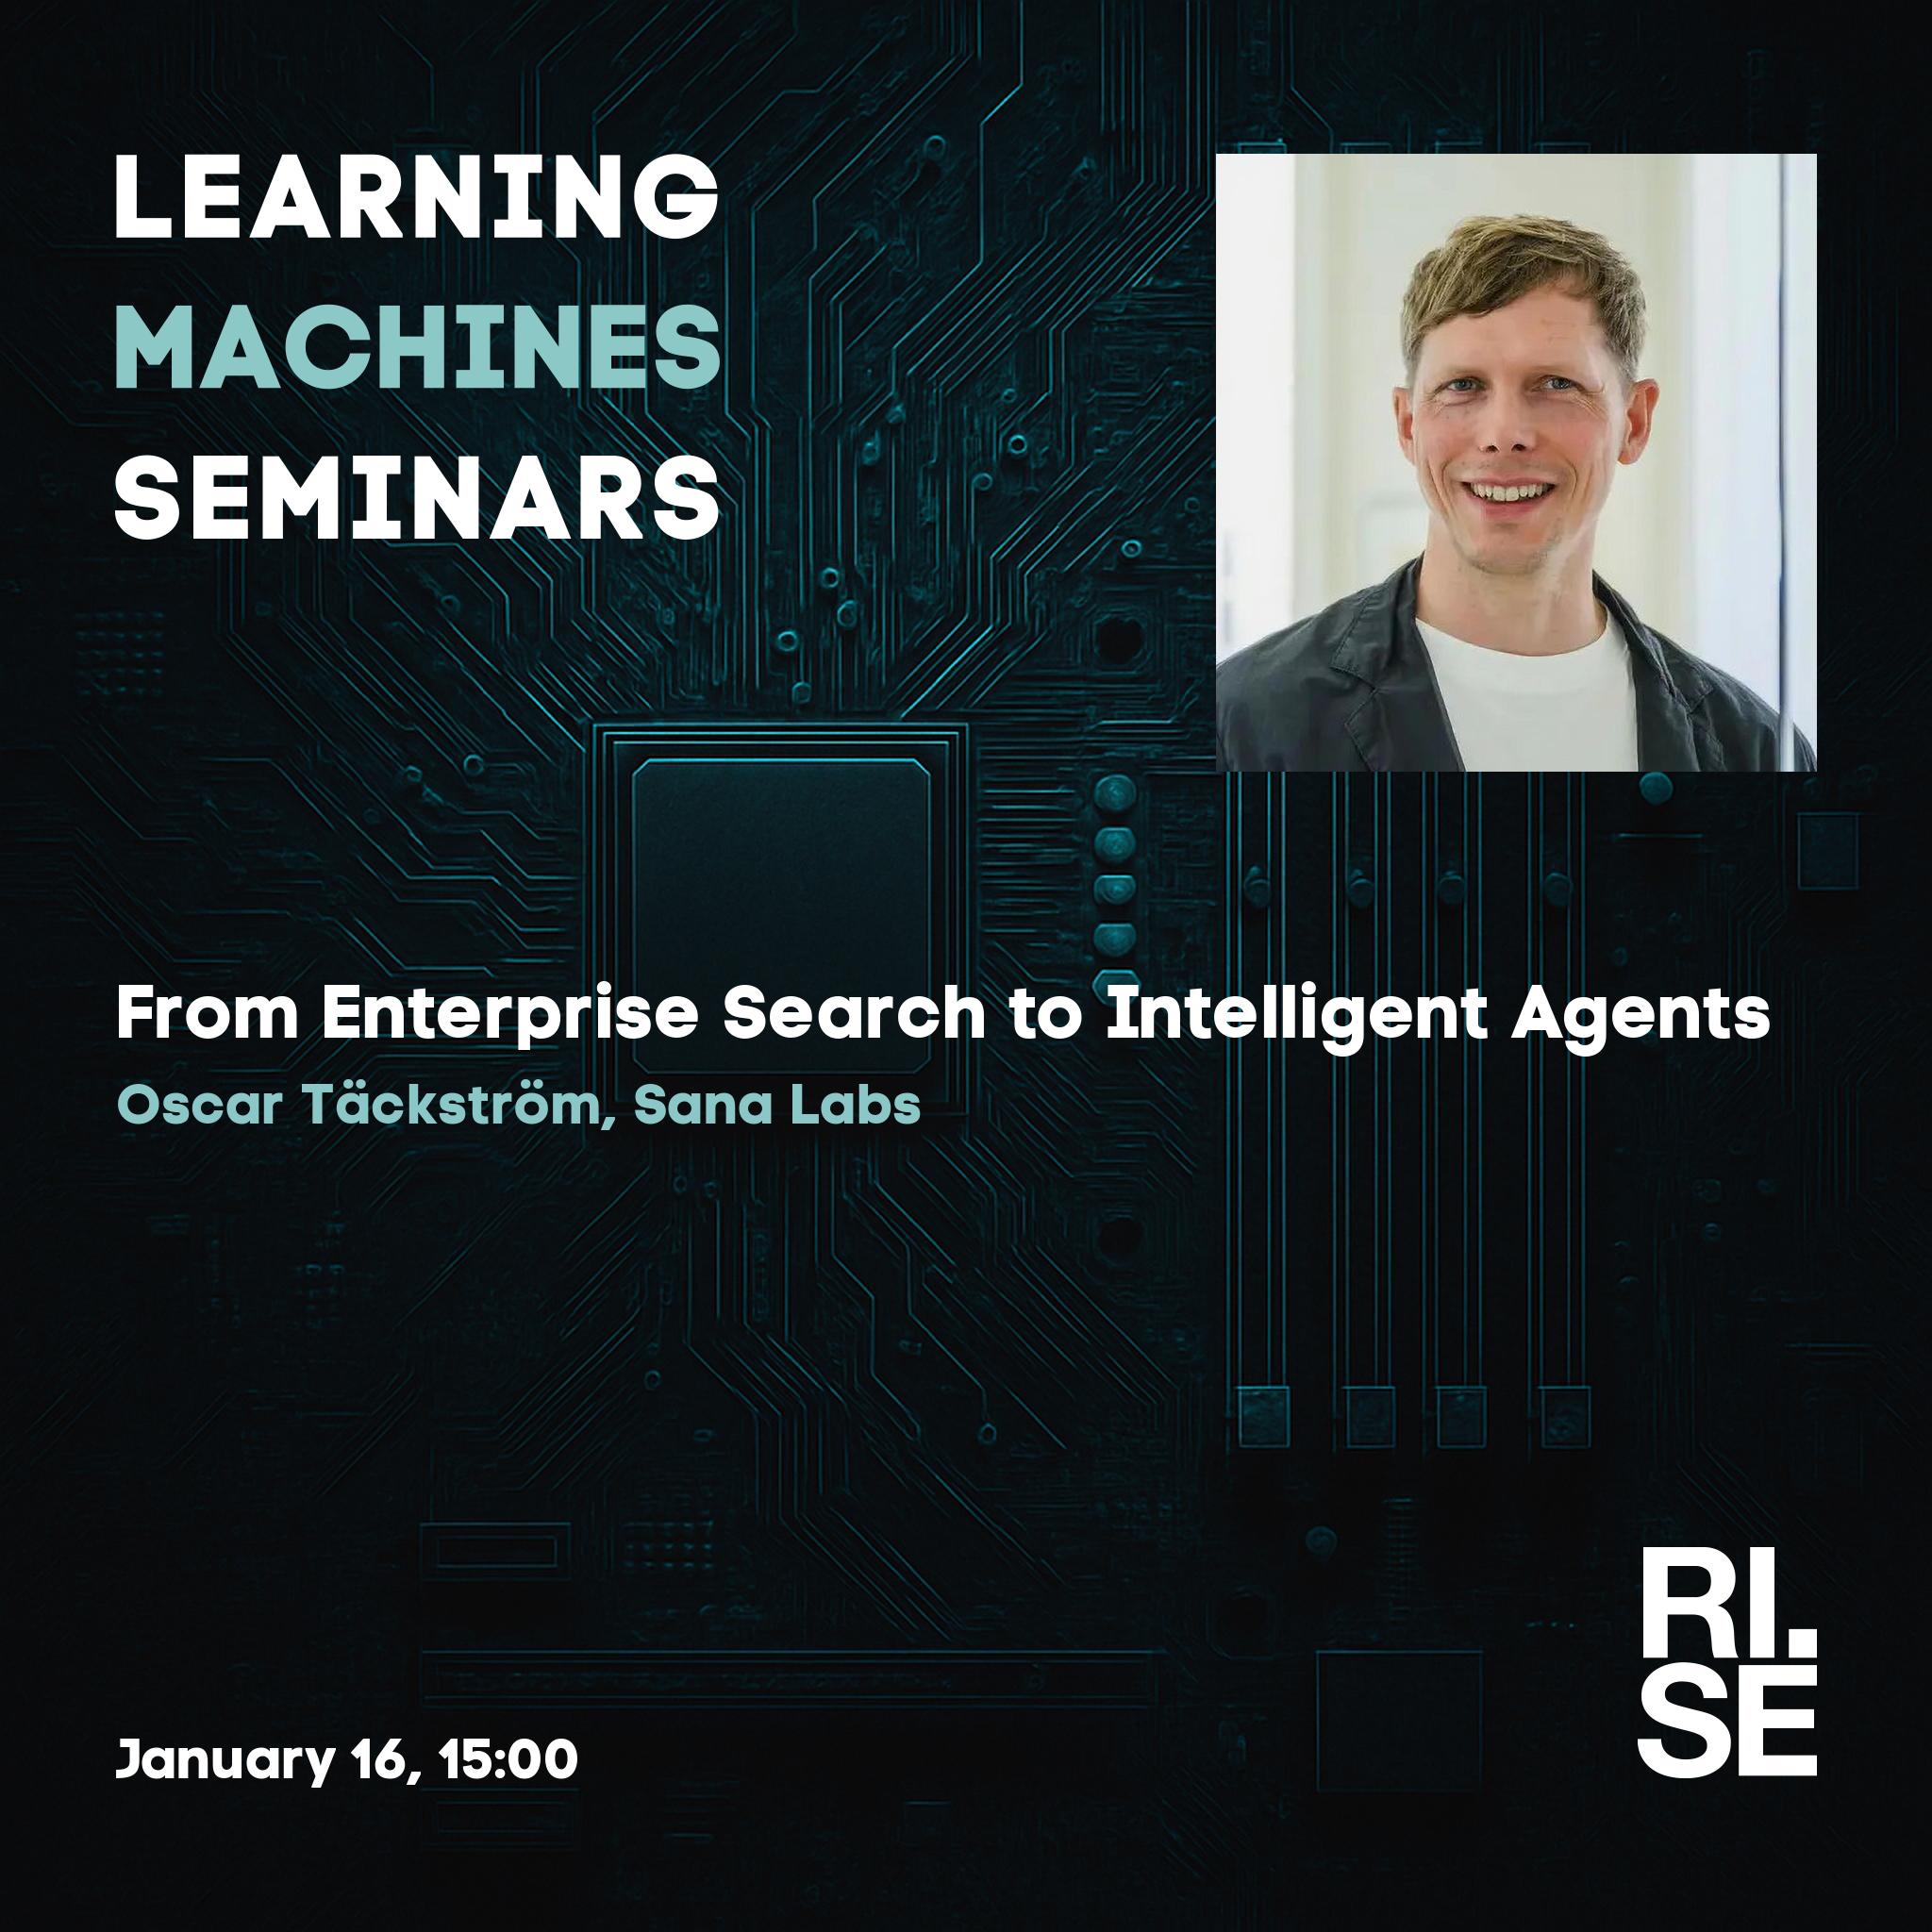 LEARNING
MACHINES
SEMINARS
From Enterprise Search to Intelligent Agents
Oscar Täckström, Sana Labs
January 16, 15:00
RI.
SE